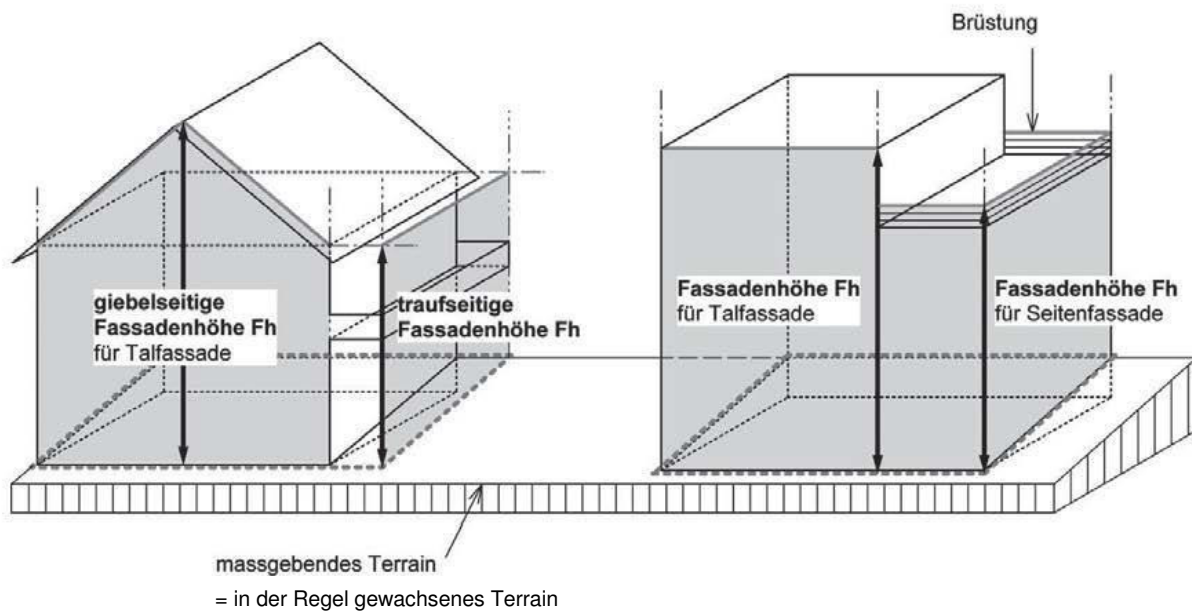 Brüstung
giebelseitige
Fassadenhöhe Fh
für Talfassade
traufseitige
Fassadenhöhe Fh
Fassadenhöhe Fh
für Talfassade
Fassadenhöhe Fh
für Seitenfassade
massgebendes Terrain
= in der Regel gewachsenes Terrain